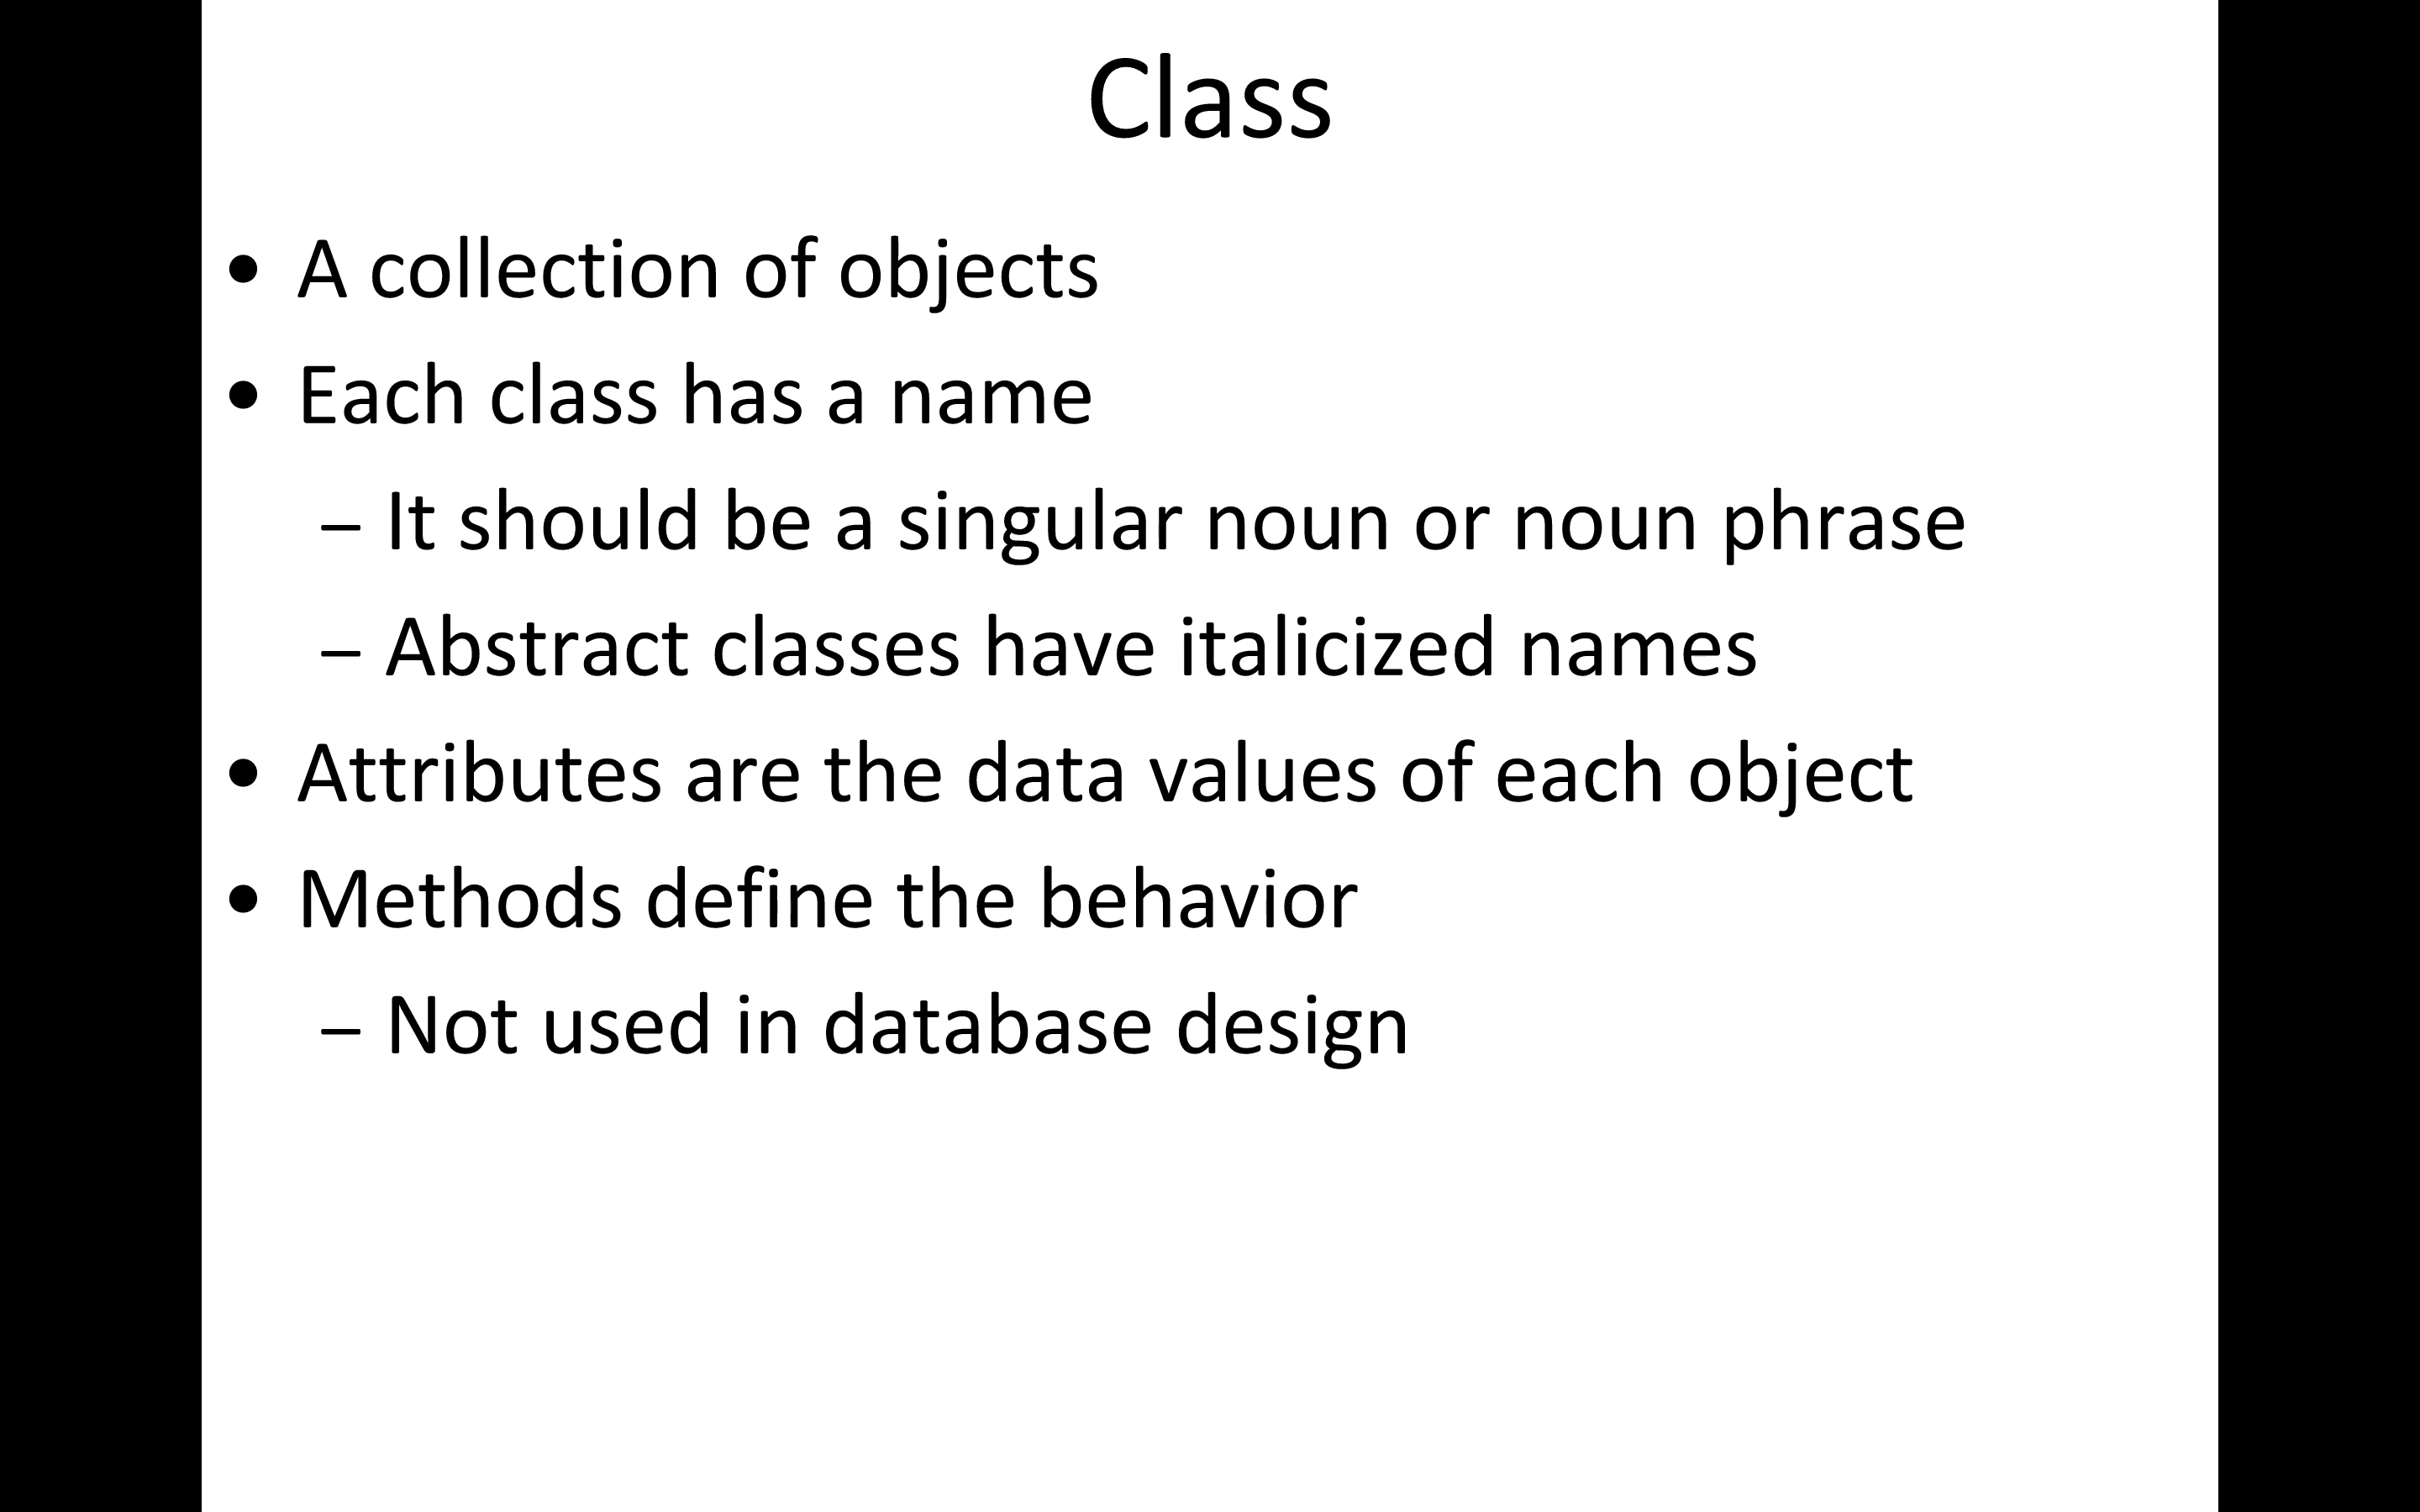 Class
• A collection of objects
• Each class has a name
– It should be a singular noun or noun phrase
– Abstract classes have italicized names
• Attributes are the data values of each object
• Methods define the behavior
– Not used in database design